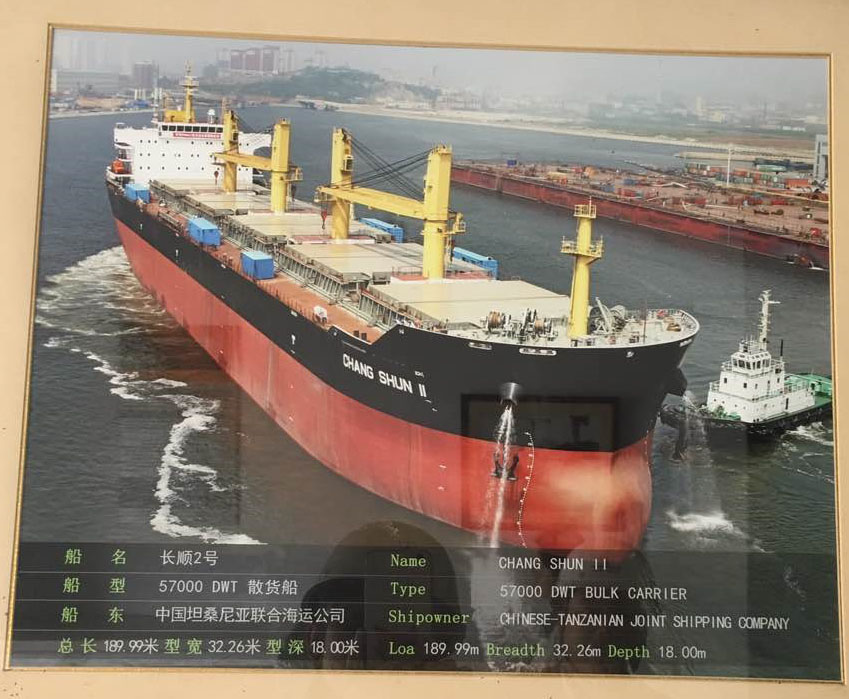 CHANG SHUN II
船 名 长顺2号 Name CHANG SHUN II
船 型 57000 DWT 散货船 Type 57000 DWT BULK CARRIER
船 东 中国坦桑尼亚联合海运公司 Shipowner CHINESE-TANZANIAN JOINT SHIPPING COMPANY
总 长 189.99米 型 宽 32.26米 型 深 18.00米 Loa 189.99m Breadth 32.26m Depth 18.00m